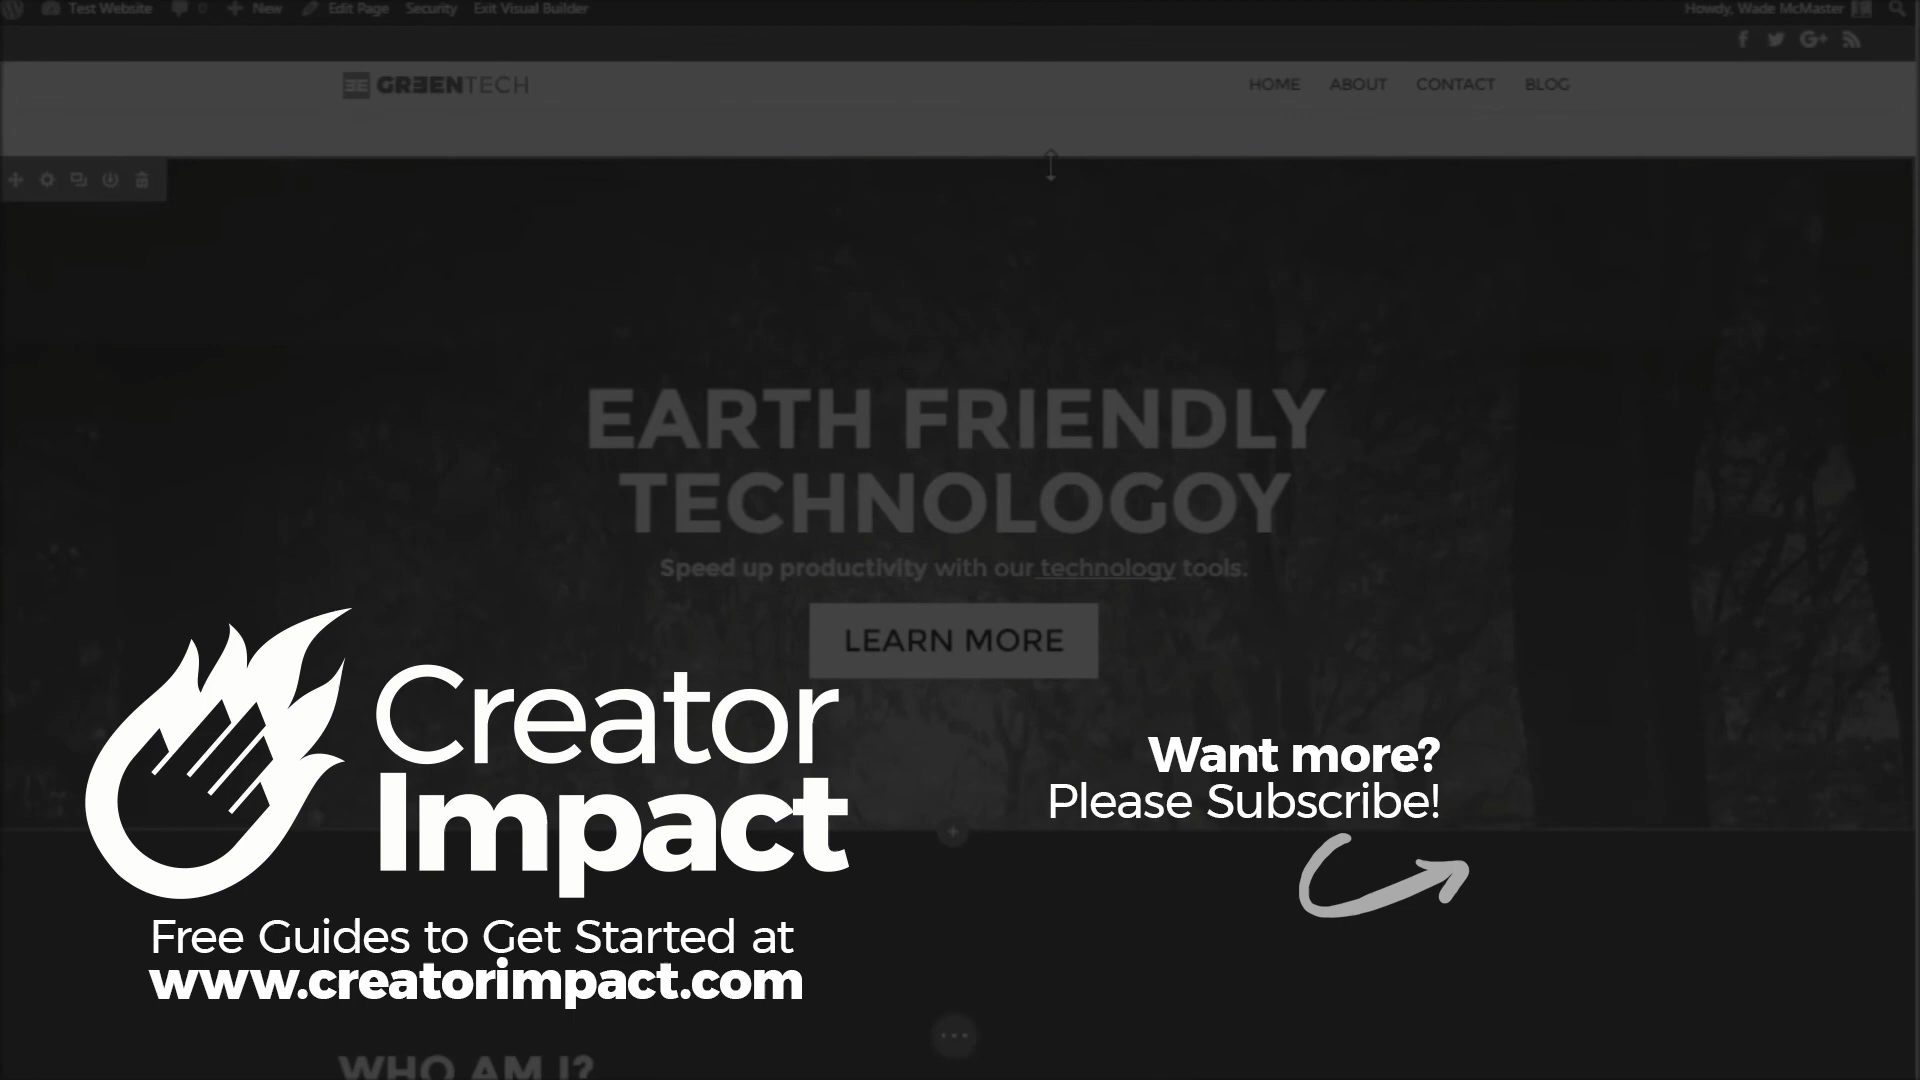 Test Website 0 New Edit Page Security Exit Visual Builder Howdy, Wade McMaster
GREENTECH HOME ABOUT CONTACT BLOG
EARTH FRIENDLY
TECHNOLOGOY
Speed up productivity with our technology tools.
LEARN MORE
Creator
Impact
Free Guides to Get Started at
www.creatorimpact.com
Want more?
Please Subscribe!
WHO AM I?